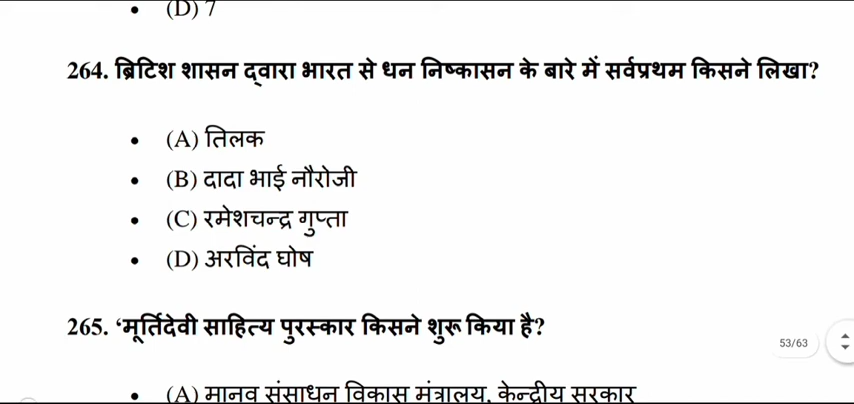 (D) 7
264. ब्रिटिश शासन द्वारा भारत से धन निष्कासन के बारे में सर्वप्रथम किसने लिखा?
(A) तिलक
(B) दादा भाई नौरोजी
(C) रमेशचन्द्र गुप्ता
(D) अरविंद घोष
265. ‘मूर्तिदेवी साहित्य पुरस्कार किसने शुरू किया है?
53/63
(A) मानव संसाधन विकास मंत्रालय, केन्द्रीय सरकार